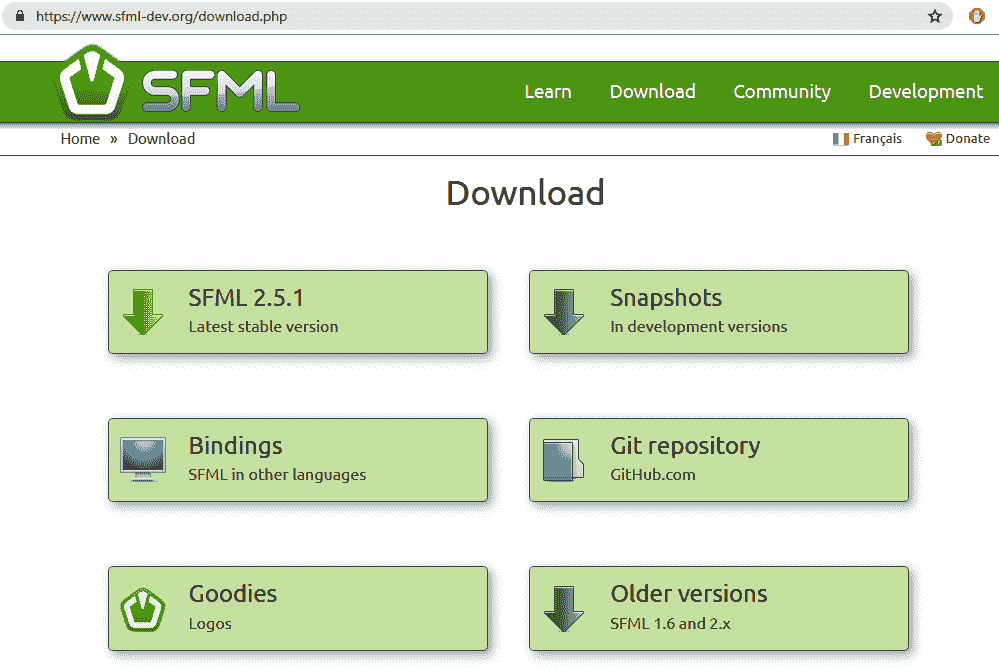 https://www.sfml-dev.org/download.php
SFML
Learn Download Community Development
Home » Download
Français Donate
Download
SFML 2.5.1
Latest stable version
Snapshots
In development versions
Bindings
SFML in other languages
Git repository
GitHub.com
Goodies
Logos
Older versions
SFML 1.6 and 2.x